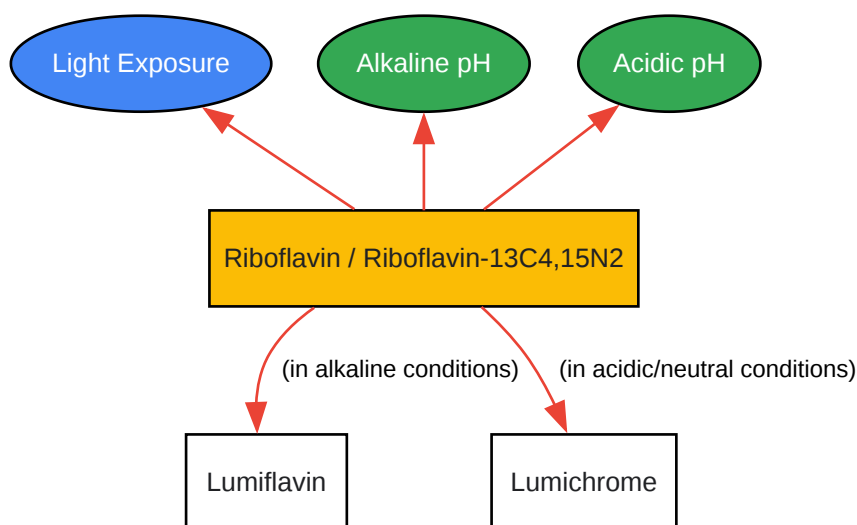 Light Exposure
Alkaline pH
Acidic pH
Riboflavin / Riboflavin-13C4,15N2
(in alkaline conditions)
(in acidic/neutral conditions)
Lumiflavin
Lumichrome